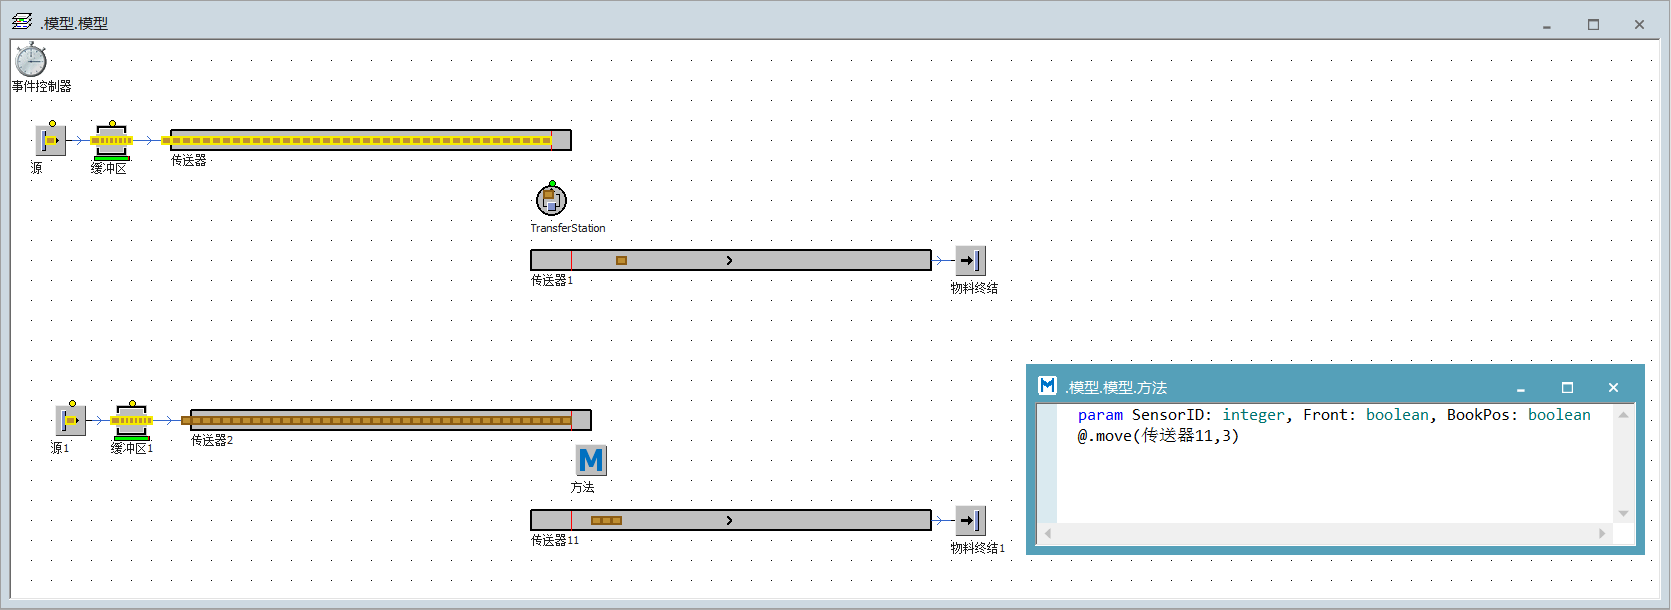 .模型.模型
事件控制器
源
缓冲区
传送器
TransferStation
传送器1
物料终结
.模型.模型.方法
param SensorID: integer, Front: boolean, BookPos: boolean
@.move(传送器11,3)
源1
缓冲区1
传送器2
M
方法
传送器11
物料终结1